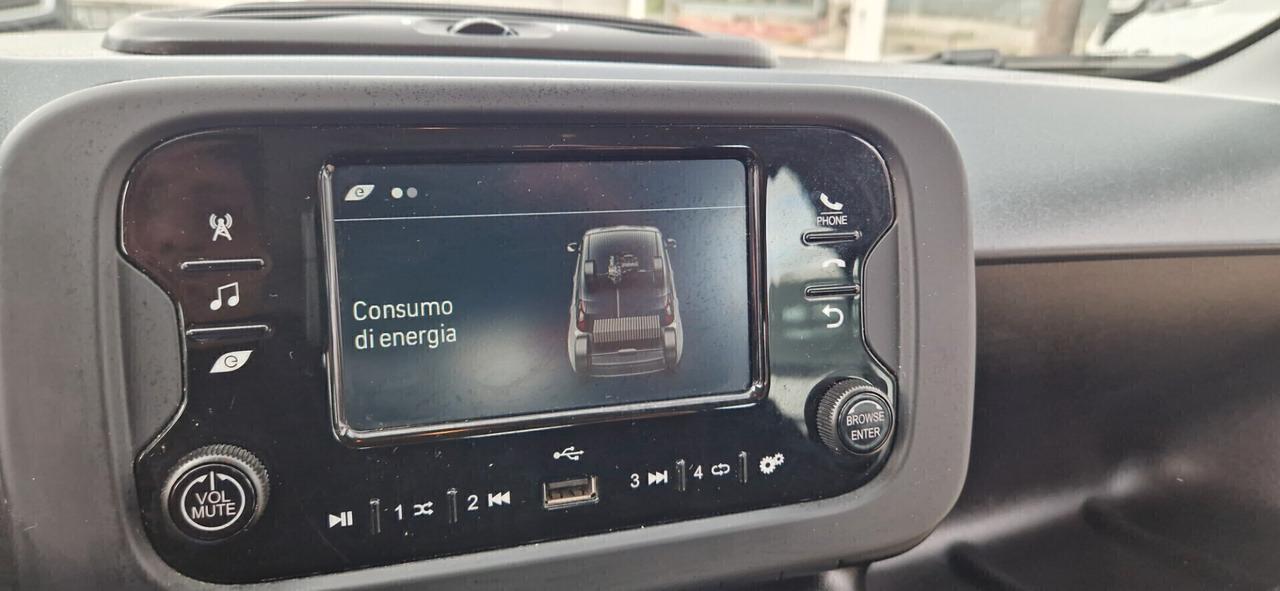 e
Consumo
di energia
PHONE
e
VOL
MUTE
BROWSE
ENTER
1
2
3
4